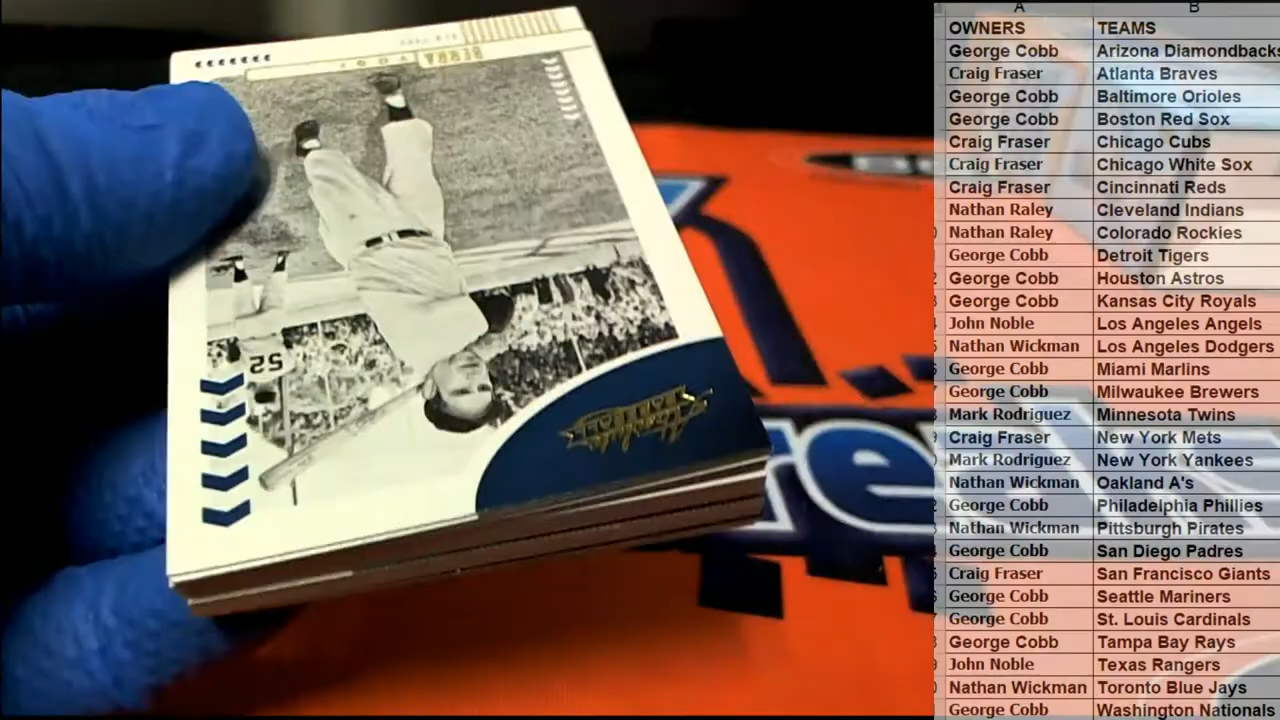 A B
OWNERS TEAMS
George Cobb Arizona Diamondbacks
Craig Fraser Atlanta Braves
George Cobb Baltimore Orioles
George Cobb Boston Red Sox
Craig Fraser Chicago Cubs
Craig Fraser Chicago White Sox
Craig Fraser Cincinnati Reds
Nathan Raley Cleveland Indians
Nathan Raley Colorado Rockies
George Cobb Detroit Tigers
George Cobb Houston Astros
George Cobb Kansas City Royals
John Noble Los Angeles Angels
Nathan Wickman Los Angeles Dodgers
George Cobb Miami Marlins
George Cobb Milwaukee Brewers
Mark Rodriguez Minnesota Twins
Craig Fraser New York Mets
Mark Rodriguez New York Yankees
Nathan Wickman Oakland A's
George Cobb Philadelphia Phillies
Nathan Wickman Pittsburgh Pirates
George Cobb San Diego Padres
Craig Fraser San Francisco Giants
George Cobb Seattle Mariners
George Cobb St. Louis Cardinals
George Cobb Tampa Bay Rays
John Noble Texas Rangers
Nathan Wickman Toronto Blue Jays
George Cobb Washington Nationals
YOGI BERRA
52
Absolute
BASEBALL